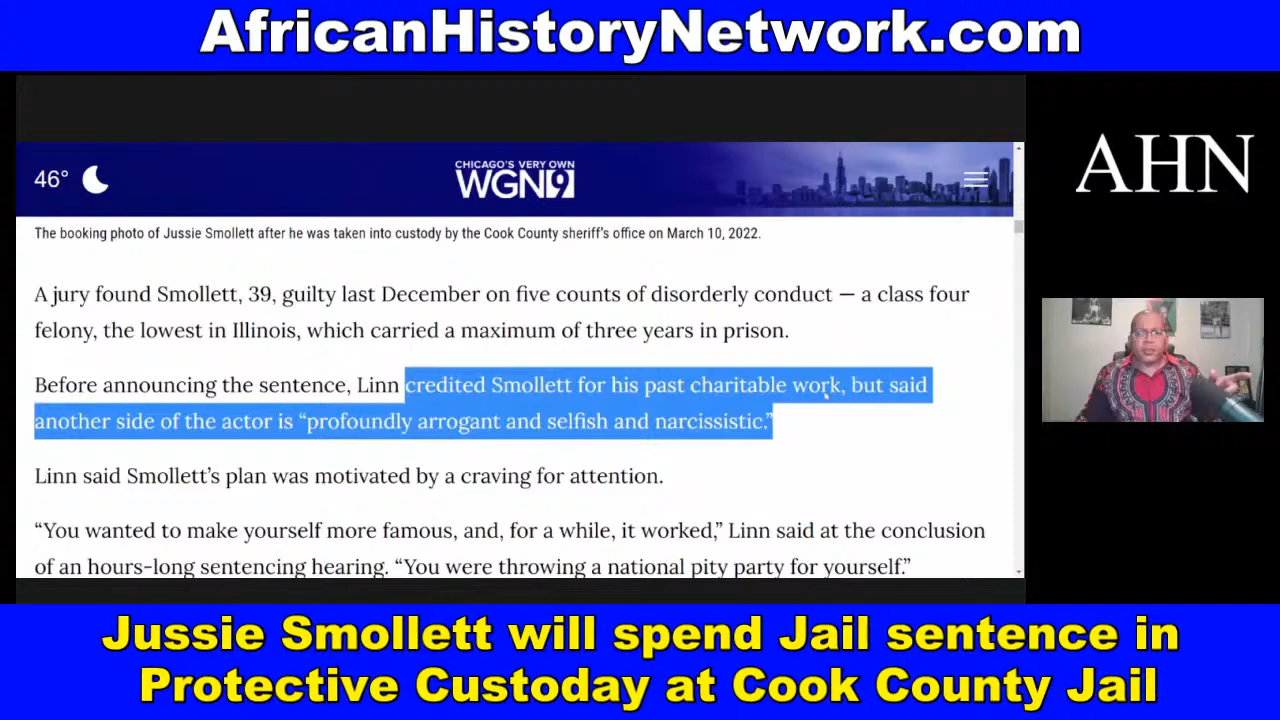 AfricanHistoryNetwork.com
46°
CHICAGO'S VERY OWN
WGN9
AHN
The booking photo of Jussie Smollett after he was taken into custody by the Cook County sheriff's office on March 10, 2022.
A jury found Smollett, 39, guilty last December on five counts of disorderly conduct — a class four
felony, the lowest in Illinois, which carried a maximum of three years in prison.
Before announcing the sentence, Linn credited Smollett for his past charitable work, but said
another side of the actor is “profoundly arrogant and selfish and narcissistic.”
Linn said Smollett’s plan was motivated by a craving for attention.
“You wanted to make yourself more famous, and, for a while, it worked,” Linn said at the conclusion
of an hours-long sentencing hearing. “You were throwing a national pity party for yourself.”
Jussie Smollett will spend Jail sentence in
Protective Custoday at Cook County Jail